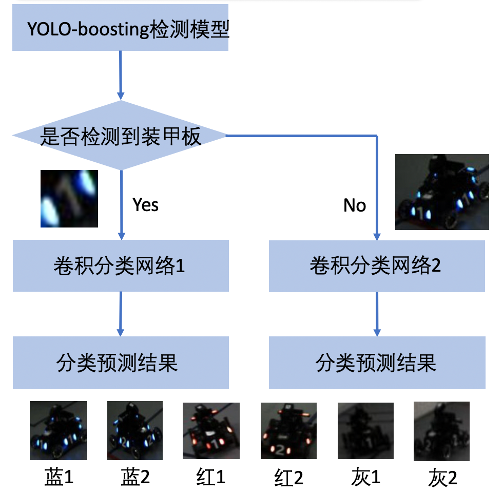 YOLO-boosting检测模型
是否检测到装甲板
Yes
No
卷积分类网络1
卷积分类网络2
分类预测结果
分类预测结果
蓝1
蓝2
红1
红2
灰1
灰2